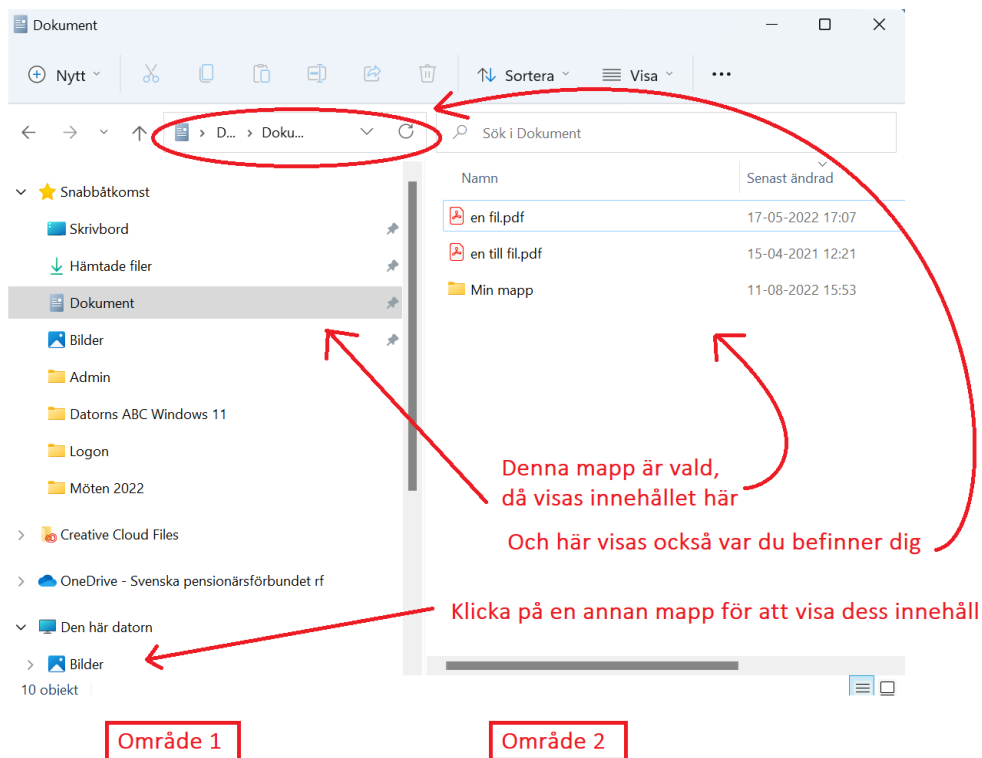 Dokument
Nytt
Sortera
Visa
D... > Doku...
Sök i Dokument
Snabbåtkomst
Skrivbord
Hämtade filer
Dokument
Bilder
Admin
Datorns ABC Windows 11
Logon
Möten 2022
Creative Cloud Files
OneDrive - Svenska pensionärsförbundet rf
Den här datorn
Bilder
10 objekt
Namn Senast ändrad
en fil.pdf 17-05-2022 17:07
en till fil.pdf 15-04-2021 12:21
Min mapp 11-08-2022 15:53
Denna mapp är vald,
då visas innehållet här
Och här visas också var du befinner dig
Klicka på en annan mapp för att visa dess innehåll
Område 1
Område 2